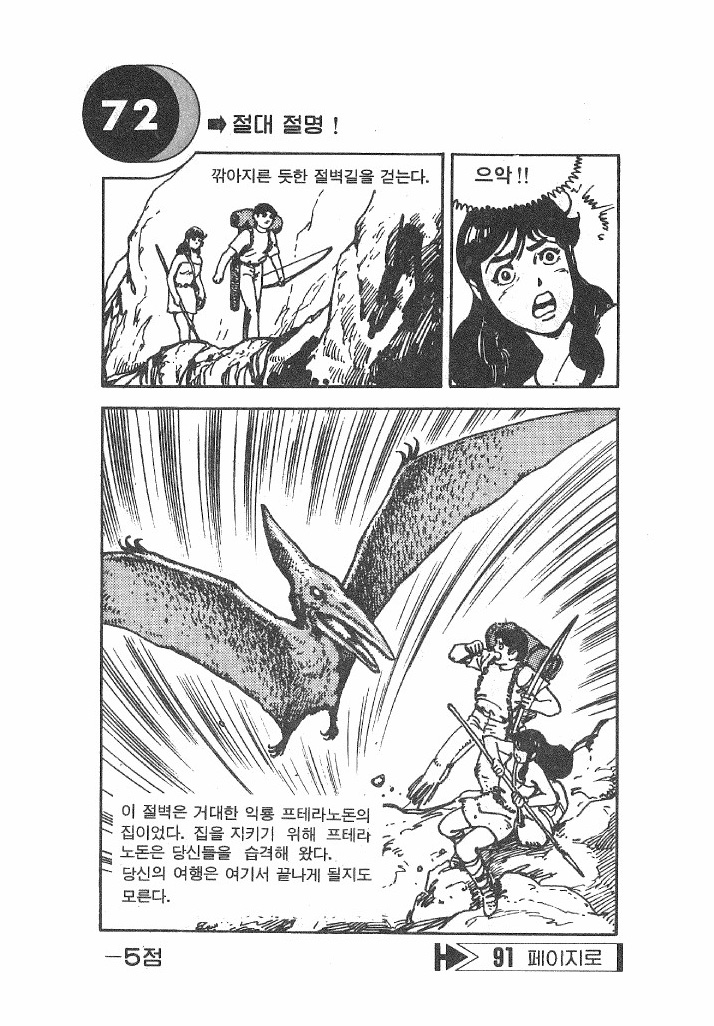 72
➡ 절대 절명 !
깎아지른 듯한 절벽길을 걷는다.
으악!!
이 절벽은 거대한 익룡 프테라노돈의
집이었다. 집을 지키기 위해 프테라
노돈은 당신들을 습격해 왔다.
당신의 여행은 여기서 끝나게 될지도
모른다.
—5점
91 페이지로